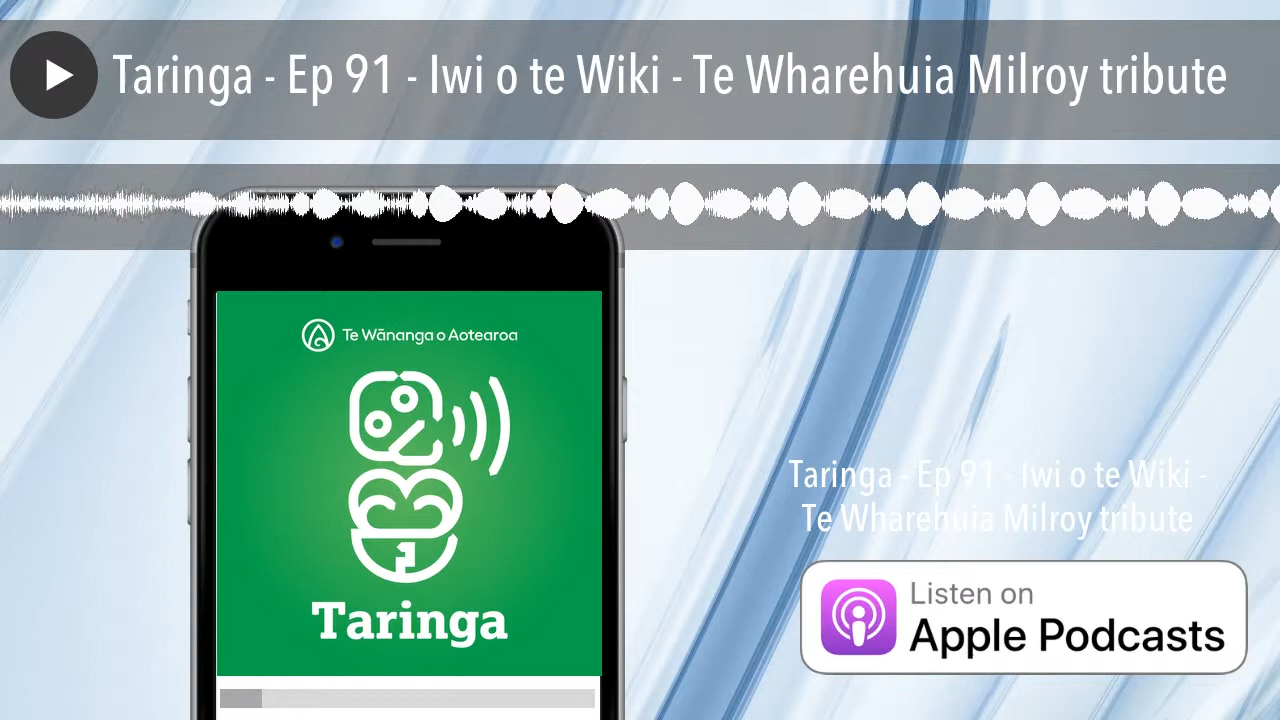 Taringa - Ep 91 - Iwi o te Wiki - Te Wharehuia Milroy tribute
Te Wānanga o Aotearoa
Taringa
Taringa - Ep 91 - Iwi o te Wiki -
Te Wharehuia Milroy tribute
Listen on
Apple Podcasts